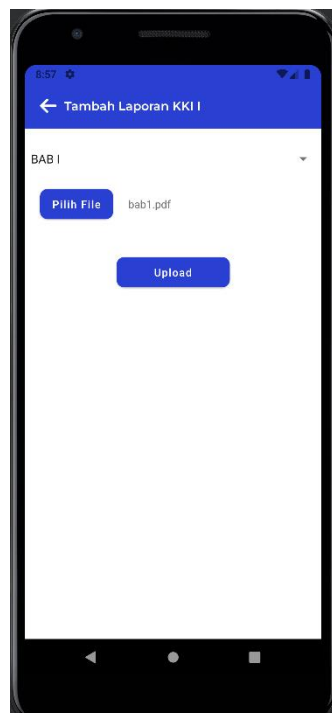 8:57
Tambah Laporan KKI I
BAB I
Pilih File bab1.pdf
Upload